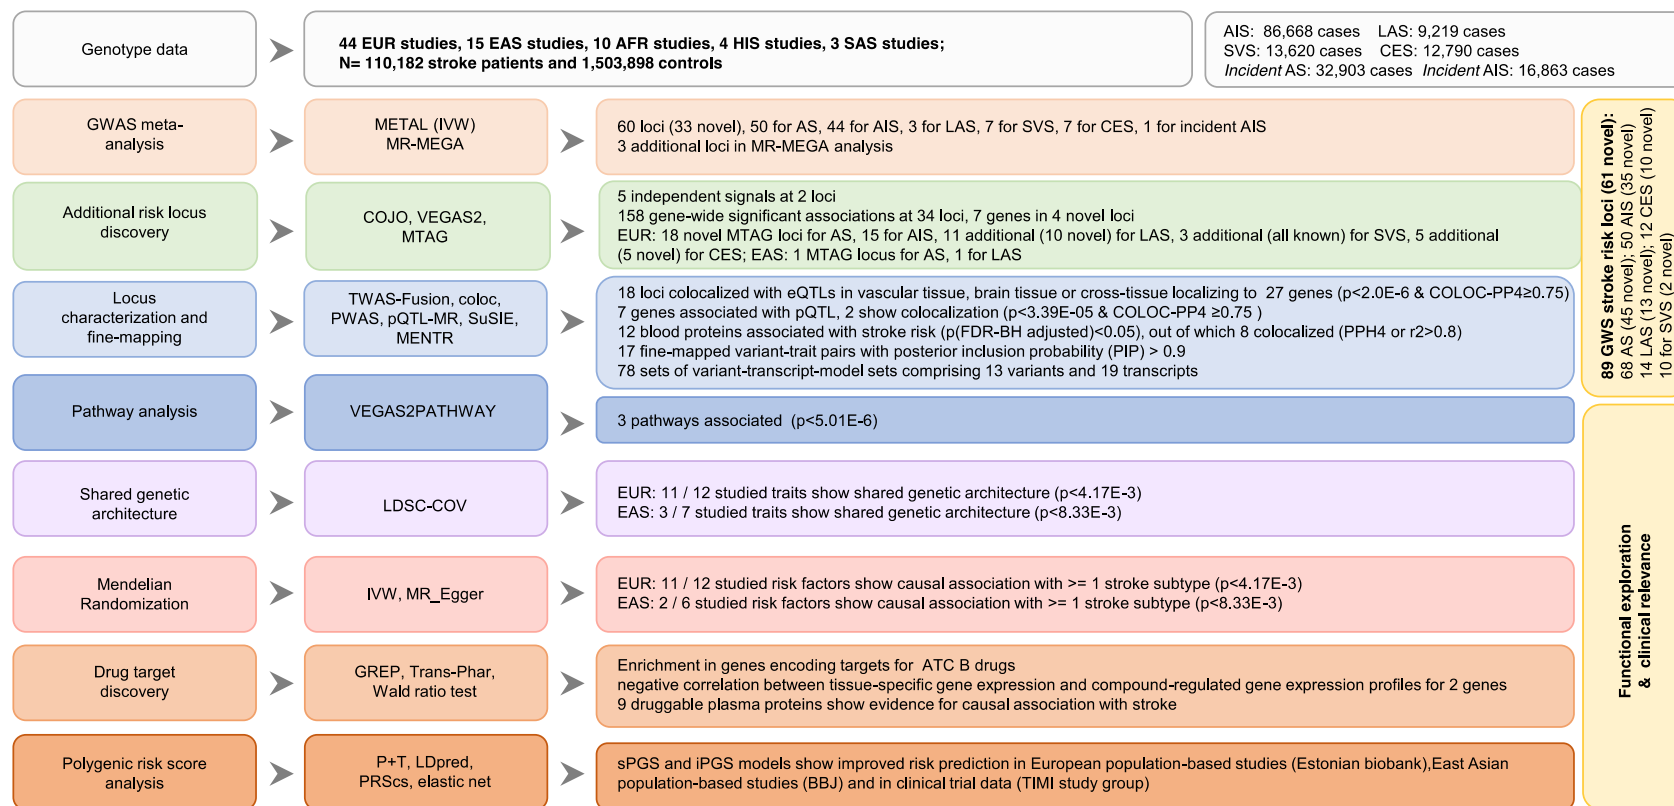 Genotype data
44 EUR studies, 15 EAS studies, 10 AFR studies, 4 HIS studies, 3 SAS studies;
N= 110,182 stroke patients and 1,503,898 controls
AIS: 86,668 cases LAS: 9,219 cases
SVS: 13,620 cases CES: 12,790 cases
Incident AS: 32,903 cases Incident AIS: 16,863 cases
GWAS meta-
analysis
METAL (IVW)
MR-MEGA
60 loci (33 novel), 50 for AS, 44 for AIS, 3 for LAS, 7 for SVS, 7 for CES, 1 for incident AIS
3 additional loci in MR-MEGA analysis
Additional risk locus
discovery
COJO, VEGAS2,
MTAG
5 independent signals at 2 loci
158 gene-wide significant associations at 34 loci, 7 genes in 4 novel loci
EUR: 18 novel MTAG loci for AS, 15 for AIS, 11 additional (10 novel) for LAS, 3 additional (all known) for SVS, 5 additional
(5 novel) for CES; EAS: 1 MTAG locus for AS, 1 for LAS
Locus
characterization and
fine-mapping
TWAS-Fusion, coloc,
PWAS, pQTL-MR, SuSIE,
MENTR
18 loci colocalized with eQTLs in vascular tissue, brain tissue or cross-tissue localizing to 27 genes (p<2.0E-6 & COLOC-PP4≥0.75)
7 genes associated with pQTL, 2 show colocalization (p<3.39E-05 & COLOC-PP4 ≥0.75 )
12 blood proteins associated with stroke risk (p(FDR-BH adjusted)<0.05), out of which 8 colocalized (PPH4 or r2>0.8)
17 fine-mapped variant-trait pairs with posterior inclusion probability (PIP) > 0.9
78 sets of variant-transcript-model sets comprising 13 variants and 19 transcripts
89 GWS stroke risk loci (61 novel):
68 AS (45 novel); 50 AIS (35 novel)
14 LAS (13 novel); 12 CES (10 novel)
10 for SVS (2 novel)
Pathway analysis
VEGAS2PATHWAY
3 pathways associated (p<5.01E-6)
Shared genetic
architecture
LDSC-COV
EUR: 11 / 12 studied traits show shared genetic architecture (p<4.17E-3)
EAS: 3 / 7 studied traits show shared genetic architecture (p<8.33E-3)
Mendelian
Randomization
IVW, MR_Egger
EUR: 11 / 12 studied risk factors show causal association with >= 1 stroke subtype (p<4.17E-3)
EAS: 2 / 6 studied risk factors show causal association with >= 1 stroke subtype (p<8.33E-3)
Drug target
discovery
GREP, Trans-Phar,
Wald ratio test
Enrichment in genes encoding targets for ATC B drugs
negative correlation between tissue-specific gene expression and compound-regulated gene expression profiles for 2 genes
9 druggable plasma proteins show evidence for causal association with stroke
Polygenic risk score
analysis
P+T, LDpred,
PRScs, elastic net
sPGS and iPGS models show improved risk prediction in European population-based studies (Estonian biobank),East Asian
population-based studies (BBJ) and in clinical trial data (TIMI study group)
Functional exploration
& clinical relevance